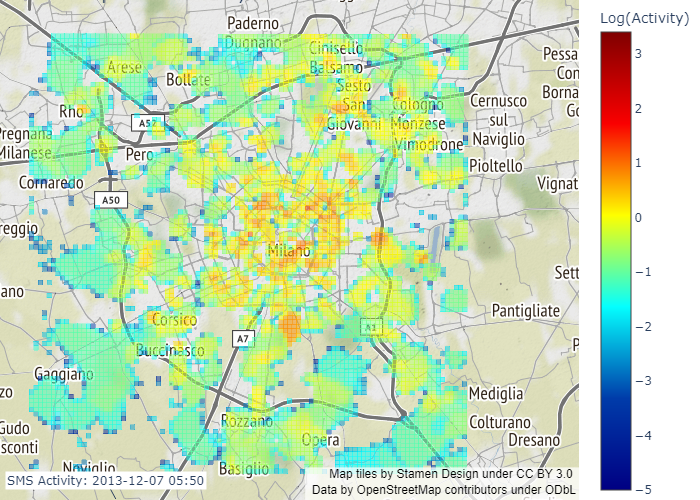 Log(Activity)
3
2
1
0
−1
−2
−3
−4
−5
Paderno
Dugnano
Cinisello
Balsamo
Arese
Bollate
Sesto
San
Giovanni
Cologno
Monzese
Cernusco
sul
Naviglio
Pessa
Con
Borna
Go
Rho
A52
Pregnana
Milanese
Pero
Vimodrone
Pioltello
Cornaredo
Vignat
A50
reggio
Milano
Sett
ano
Pantigliate
Corsico
A7
A1
P
Buccinasco
Gaggiano
zo
Mediglia
Rozzano
Colturano
Gudo
sconti
Opera
Dresano
Noviglio
Basiglio
SMS Activity: 2013-12-07 05:50
Map tiles by Stamen Design under CC BY 3.0
Data by OpenStreetMap contributors under ODbL